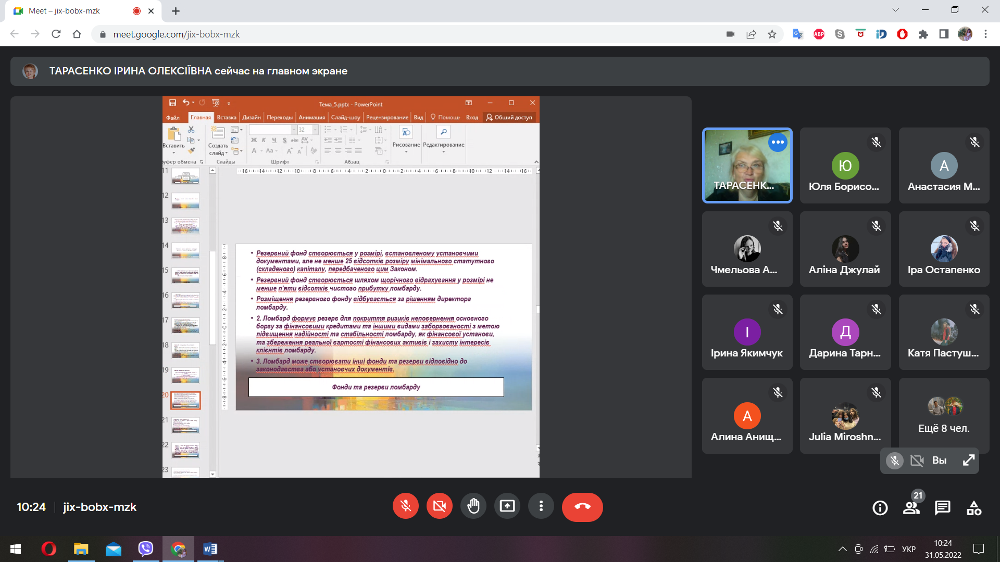 Meet – jix-bobx-mzk
meet.google.com/jix-bobx-mzk
ABP
ТАРАСЕНКО ІРИНА ОЛЕКСІЇВНА сейчас на главном экране
Тема_5.pptx - PowerPoint
Файл Главная Вставка Дизайн Переходы Анимация Слайд-шоу Рецензирование Вид Помощь Вход Общий доступ
Вставить
Создать слайд
32
Ж К Ч S abc AV
A Aa A A
Рисование
Редактирование
буфер обмена Слайды Шрифт Абзац
11
12
13
14
15
16
17
18
19
20
21
22
23
• Резервний фонд створюється у розмірі, встановленому установчими
документами, але не менше 25 відсотків розміру мінімального статутного
(складеного) капіталу, передбаченого цим Законом.
• Резервний фонд створюється шляхом щорічного відрахування у розмірі не
менше п'яти відсотків чистого прибутку ломбарду.
• Розміщення резервного фонду відбувається за рішенням директора
ломбарду.
• 2. Ломбард формує резерв для покриття ризиків неповернення основного
боргу за фінансовими кредитами та іншими видами заборгованості з метою
підвищення надійності та стабільності ломбарду, як фінансової установи,
та збереження реальної вартості фінансових активів і захисту інтересів
клієнтів ломбарду.
• 3. Ломбард може створювати інші фонди та резерви відповідно до
законодавства або установчих документів.
Фонди та резерви ломбарду
ТАРАСЕНК...
Ю
Юля Борисо...
А
Анастасия М...
Чмельова А...
Аліна Джулай
Іра Остапенко
І
Ірина Якимчук
Д
Дарина Тарн...
Катя Пастуш...
А
Алина Анищ...
Julia Miroshn...
Ещё 8 чел.
Вы
10:24 | jix-bobx-mzk
21
УКР
10:24
31.05.2022